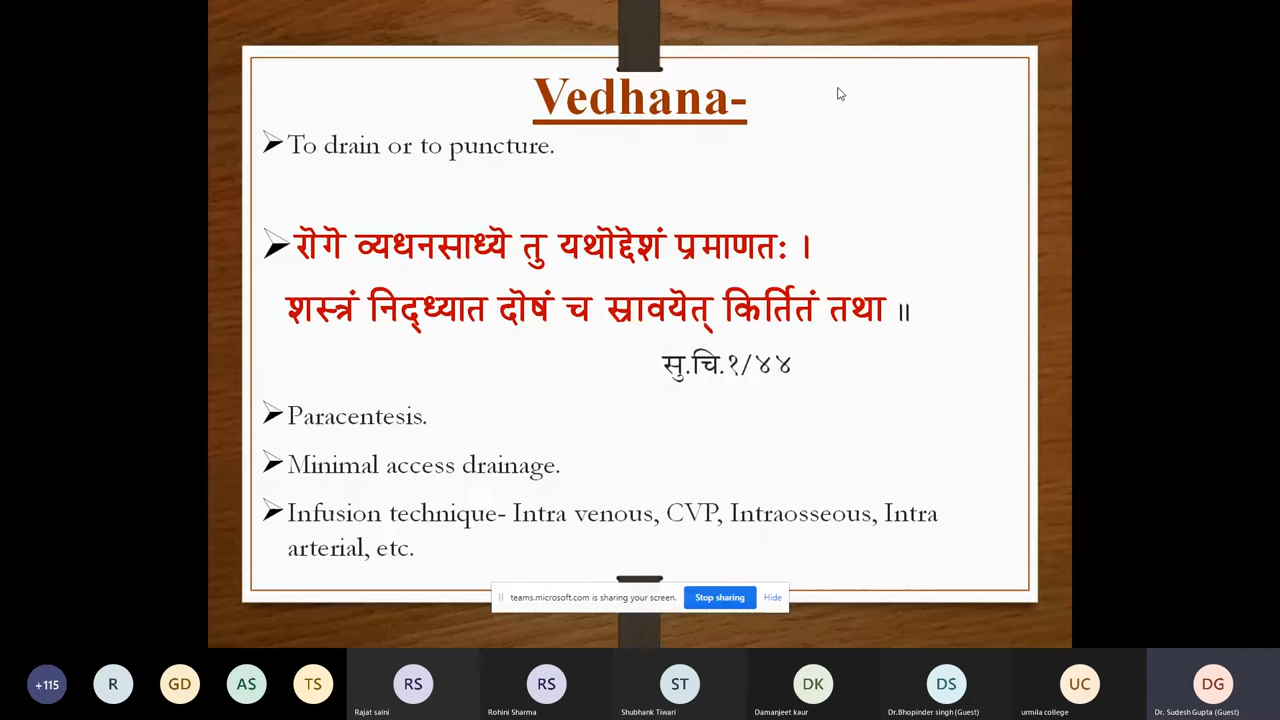 Vedhana-
To drain or to puncture.
रॊगॆ व्यधनसाध्यॆ तु यथॊद्दॆशं प्रमाणतः ।
शस्त्रं निद्ध्यात दॊषं च स्रावयॆत् किर्तितं तथा ॥
सु.चि.१/४४
Paracentesis.
Minimal access drainage.
Infusion technique- Intra venous, CVP, Intraosseous, Intra
arterial, etc.
teams.microsoft.com is sharing your screen. Stop sharing Hide
+115 R GD AS TS RS RS ST DK DS UC DG
Rajat saini Rohini Sharma Shubhank Tiwari Damanjeet kaur Dr.Bhopinder singh (Guest) urmila college Dr. Sudesh Gupta (Guest)